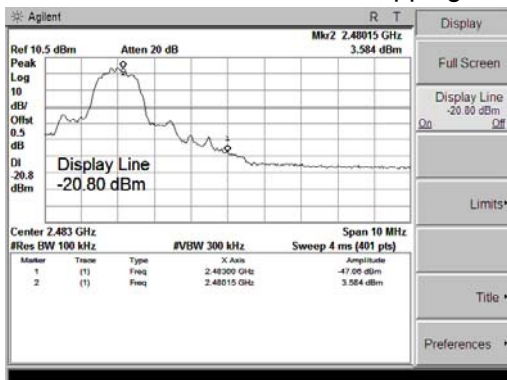 Agilent R T
Mkr2 2.48015 GHz
Ref 10.5 dBm Atten 20 dB 3.584 dBm
Peak
Log
10
dB/
Offst
0.5
dB
DI
-20.8
dBm
2
1
Display Line
-20.80 dBm
Center 2.483 GHz Span 10 MHz
#Res BW 100 kHz #VBW 300 kHz Sweep 4 ms (401 pts)
Marker Trace Type X Axis Amplitude
1 (1) Freq 2.48300 GHz -47.06 dBm
2 (1) Freq 2.48015 GHz 3.584 dBm
Display
Full Screen
Display Line
-20.80 dBm
On Off
Limits
Title
Preferences